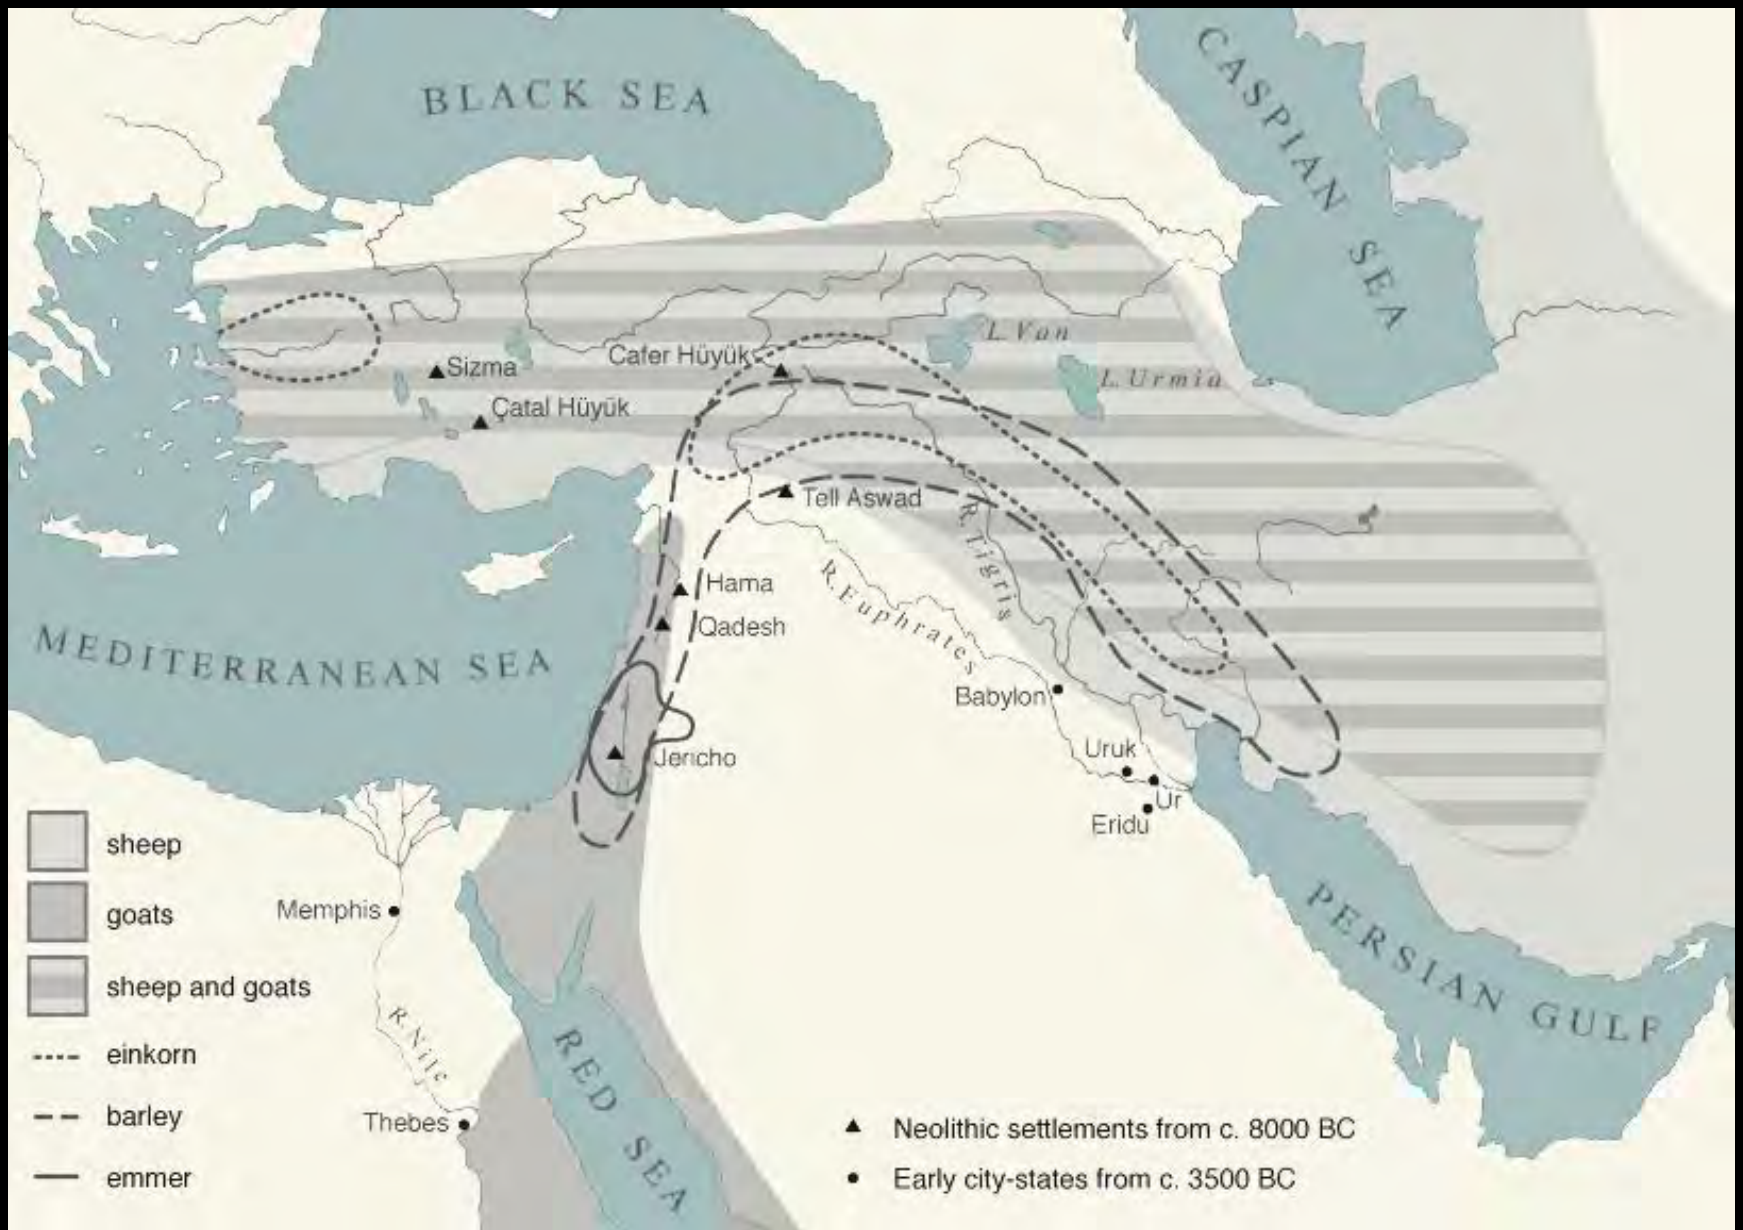 BLACK SEA
CASPIAN SEA
L. Van
L. Urmia
Cafer Hüyük
Sizma
Çatal Hüyük
Tell Aswad
R. Tigris
R. Euphrates
Hama
Qadesh
MEDITERRANEAN SEA
Babylon
Jericho
Uruk
Ur
Eridu
Memphis
R. Nile
Thebes
RED SEA
PERSIAN GULF
sheep
goats
sheep and goats
einkorn
barley
emmer
Neolithic settlements from c. 8000 BC
Early city-states from c. 3500 BC